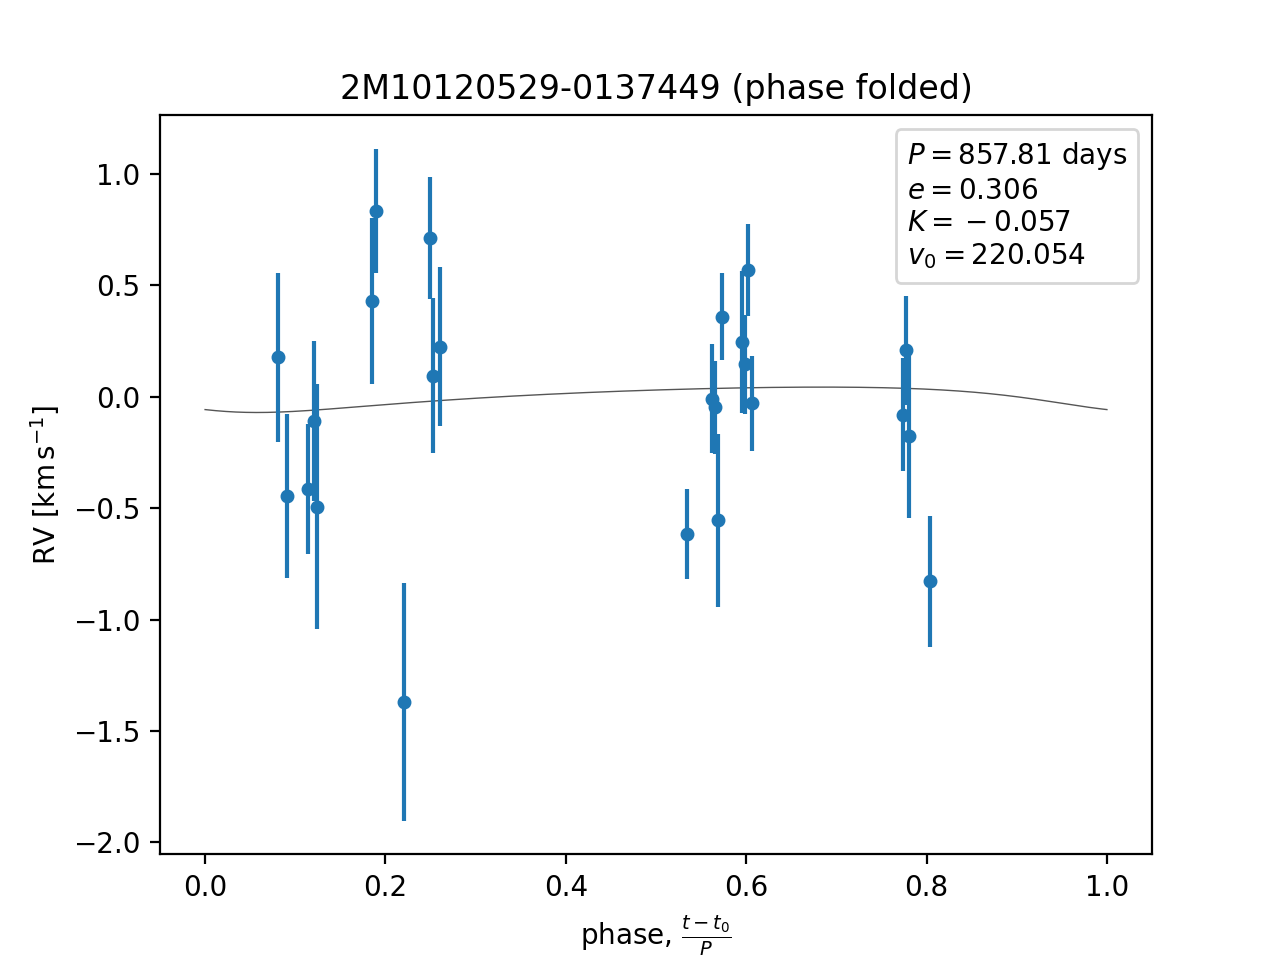 2M10120529-0137449 (phase folded)
P = 857.81 days
e = 0.306
K = −0.057
v₀ = 220.054
RV [km s⁻¹]
1.0
0.5
0.0
−0.5
−1.0
−1.5
−2.0
0.0 0.2 0.4 0.6 0.8 1.0
phase, (t − t₀)/P